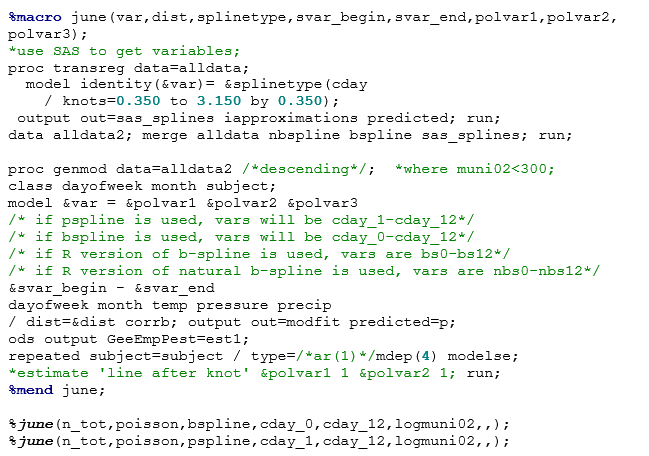 %macro june(var,dist,splinetype,svar_begin,svar_end,polvar1,polvar2,
polvar3);
*use SAS to get variables;
proc transreg data=alldata;
model identity(&var)= &splinetype(cday
/ knots=0.350 to 3.150 by 0.350);
output out=sas_splines iapproximations predicted; run;
data alldata2; merge alldata nbspline bspline sas_splines; run;
proc genmod data=alldata2 /*descending*/; *where muni02<300;
class dayofweek month subject;
model &var = &polvar1 &polvar2 &polvar3
/* if pspline is used, vars will be cday_1-cday_12*/
/* if bspline is used, vars will be cday_0-cday_12*/
/* if R version of b-spline is used, vars are bs0-bs12*/
/* if R version of natural b-spline is used, vars are nbs0-nbs12*/
&svar_begin - &svar_end
dayofweek month temp pressure precip
/ dist=&dist corrb; output out=modfit predicted=p;
ods output GeeEmpPest=est1;
repeated subject=subject / type=/*ar(1)*/mdep(4) modelse;
*estimate 'line after knot' &polvar1 1 &polvar2 1; run;
%mend june;
%june(n_tot,poisson,bspline,cday_0,cday_12,logmuni02,,);
%june(n_tot,poisson,pspline,cday_1,cday_12,logmuni02,,);